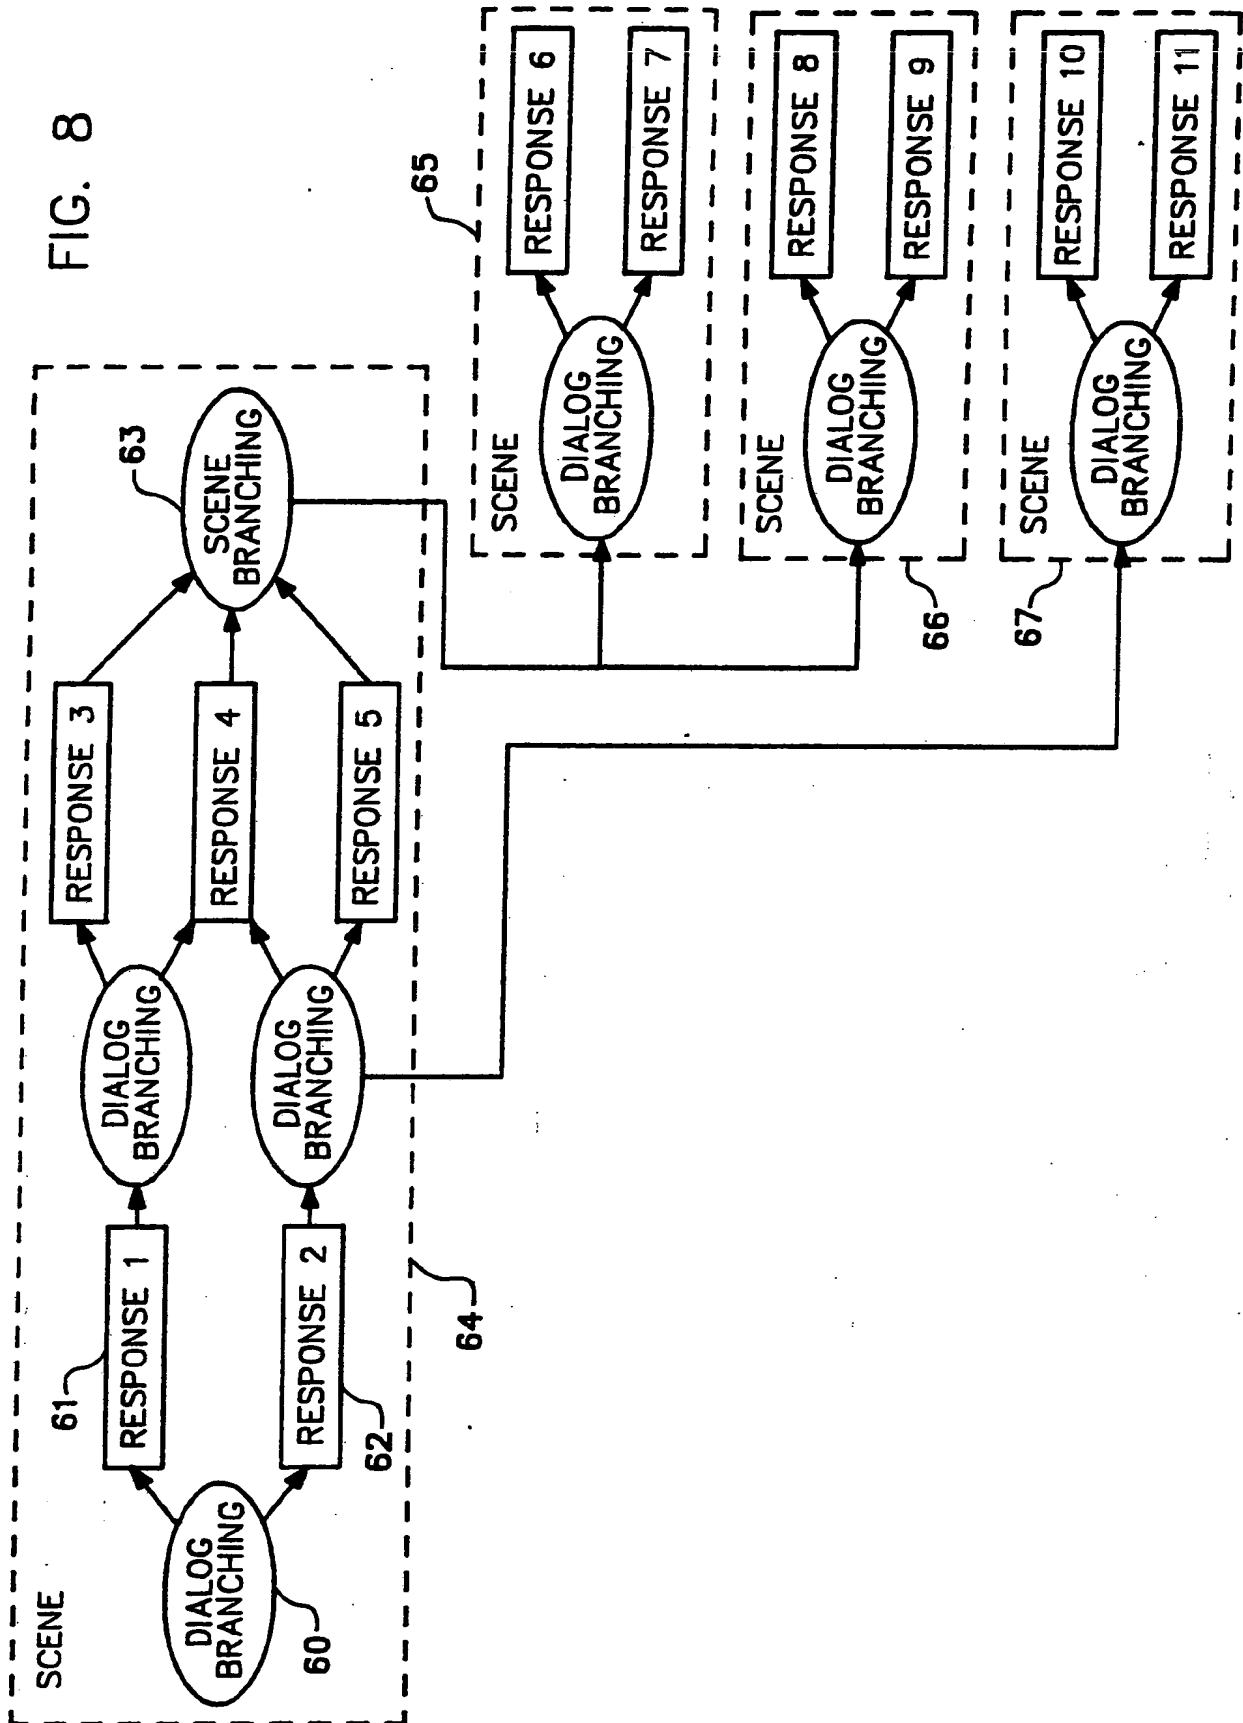 FIG. 8
SCENE
DIALOG
BRANCHING
60
61
RESPONSE 1
RESPONSE 2
62
DIALOG
BRANCHING
DIALOG
BRANCHING
RESPONSE 3
RESPONSE 4
RESPONSE 5
63
SCENE
BRANCHING
64
65
SCENE
DIALOG
BRANCHING
RESPONSE 6
RESPONSE 7
66
SCENE
DIALOG
BRANCHING
RESPONSE 8
RESPONSE 9
67
SCENE
DIALOG
BRANCHING
RESPONSE 10
RESPONSE 11